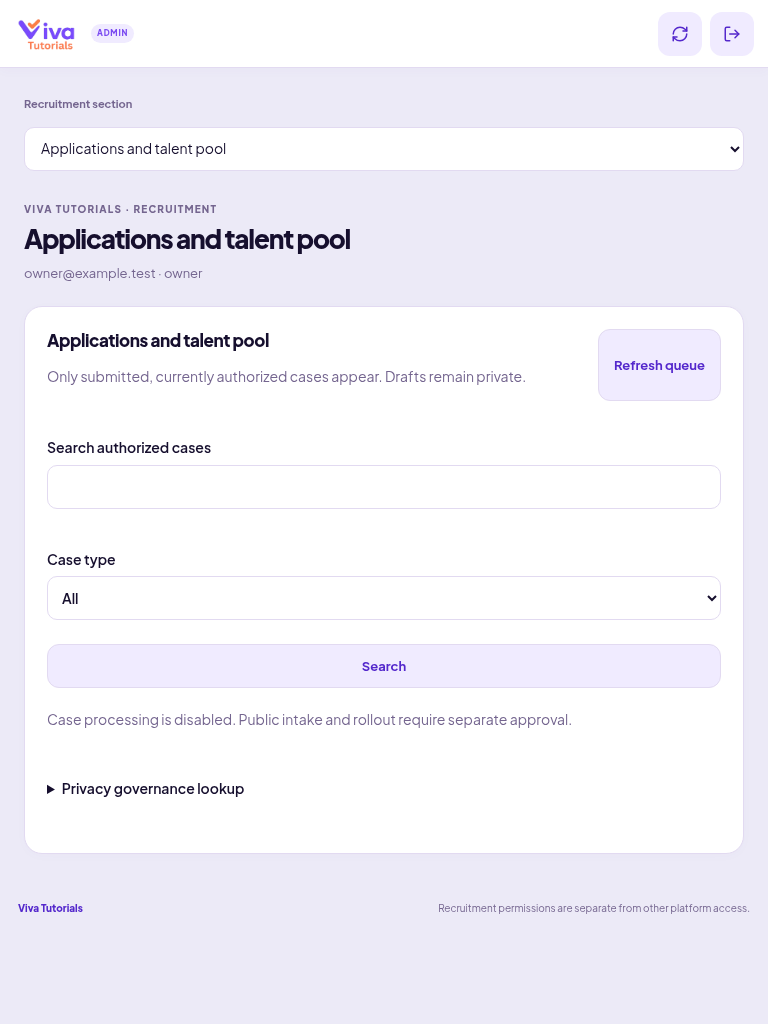 Viva
Tutorials
ADMIN
Recruitment section
Applications and talent pool
VIVA TUTORIALS · RECRUITMENT
Applications and talent pool
owner@example.test · owner
Applications and talent pool
Refresh queue
Only submitted, currently authorized cases appear. Drafts remain private.
Search authorized cases
Case type
All
Search
Case processing is disabled. Public intake and rollout require separate approval.
Privacy governance lookup
Viva Tutorials
Recruitment permissions are separate from other platform access.